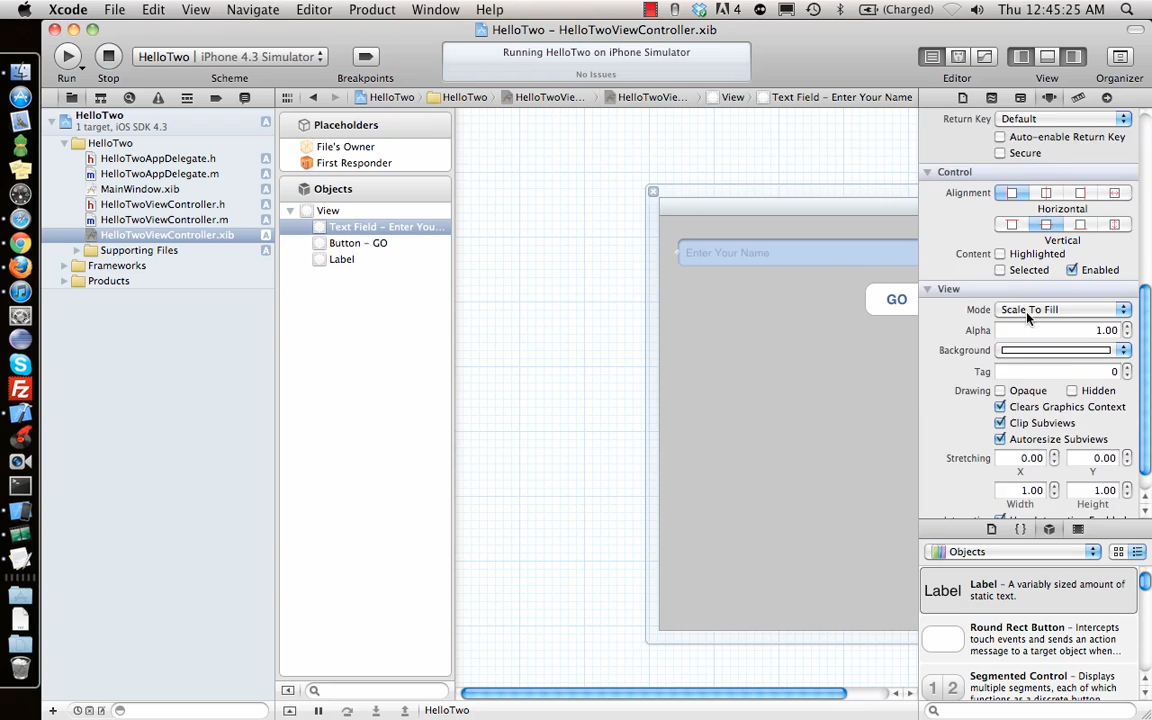 Xcode File Edit View Navigate Editor Product Window Help 4 (Charged) Thu 12:45:25 AM
HelloTwo – HelloTwoViewController.xib
HelloTwo | iPhone 4.3 Simulator
Running HelloTwo on iPhone Simulator
No Issues
Run Stop Scheme Breakpoints Editor View Organizer
HelloTwo HelloTwo HelloTwoVie... HelloTwoVie... View Text Field – Enter Your Name
HelloTwo
1 target, iOS SDK 4.3
HelloTwo
h HelloTwoAppDelegate.h A
m HelloTwoAppDelegate.m A
MainWindow.xib A
h HelloTwoViewController.h A
m HelloTwoViewController.m A
HelloTwoViewController.xib A
Supporting Files
Frameworks
Products
Placeholders
File's Owner
First Responder
Objects
View
Text Field – Enter You...
Button – GO
Label
Enter Your Name
GO
Return Key Default
Auto-enable Return Key
Secure
Control
Alignment
Horizontal
Vertical
Content Highlighted
Selected Enabled
View
Mode Scale To Fill
Alpha 1.00
Background
Tag 0
Drawing Opaque Hidden
Clears Graphics Context
Clip Subviews
Autoresize Subviews
Stretching 0.00 0.00
X Y
1.00 1.00
Width Height
Objects
Label Label – A variably sized amount of
static text.
Round Rect Button – Intercepts
touch events and sends an action
message to a target object when...
1 2 Segmented Control – Displays
multiple segments, each of which
HelloTwo